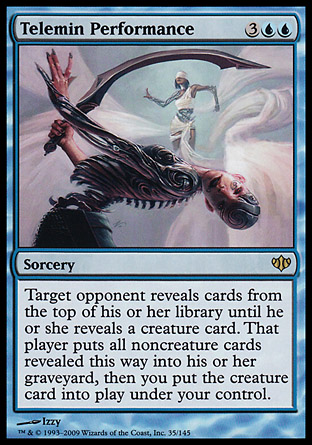 Telemin Performance 3
Sorcery
Target opponent reveals cards from
the top of his or her library until he
or she reveals a creature card. That
player puts all noncreature cards
revealed this way into his or her
graveyard, then you put the creature
card into play under your control.
Izzy
™ & © 1993–2009 Wizards of the Coast, Inc. 35/145